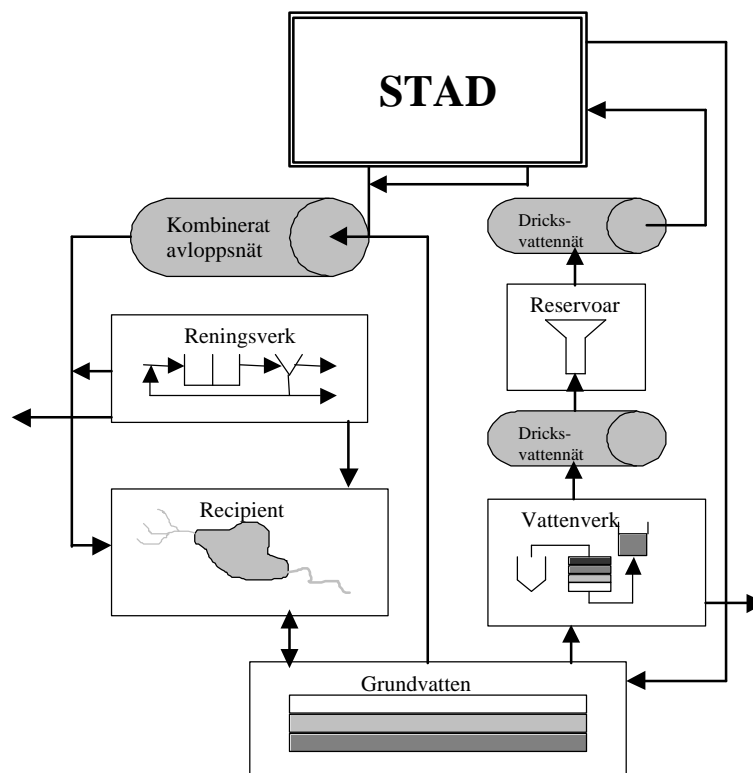 STAD
Kombinerat
avloppsnät
Dricks-
vattennät
Reservoar
Reningsverk
Dricks-
vattennät
Recipient
Vattenverk
Grundvatten